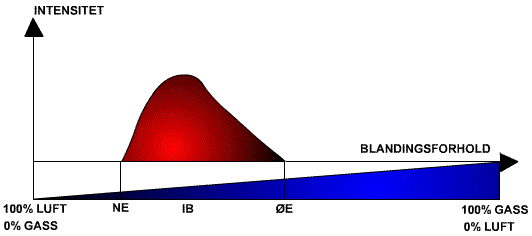 INTENSITET
BLANDINGSFORHOLD
100% LUFT NE IB ØE 100% GASS
0% GASS 0% LUFT